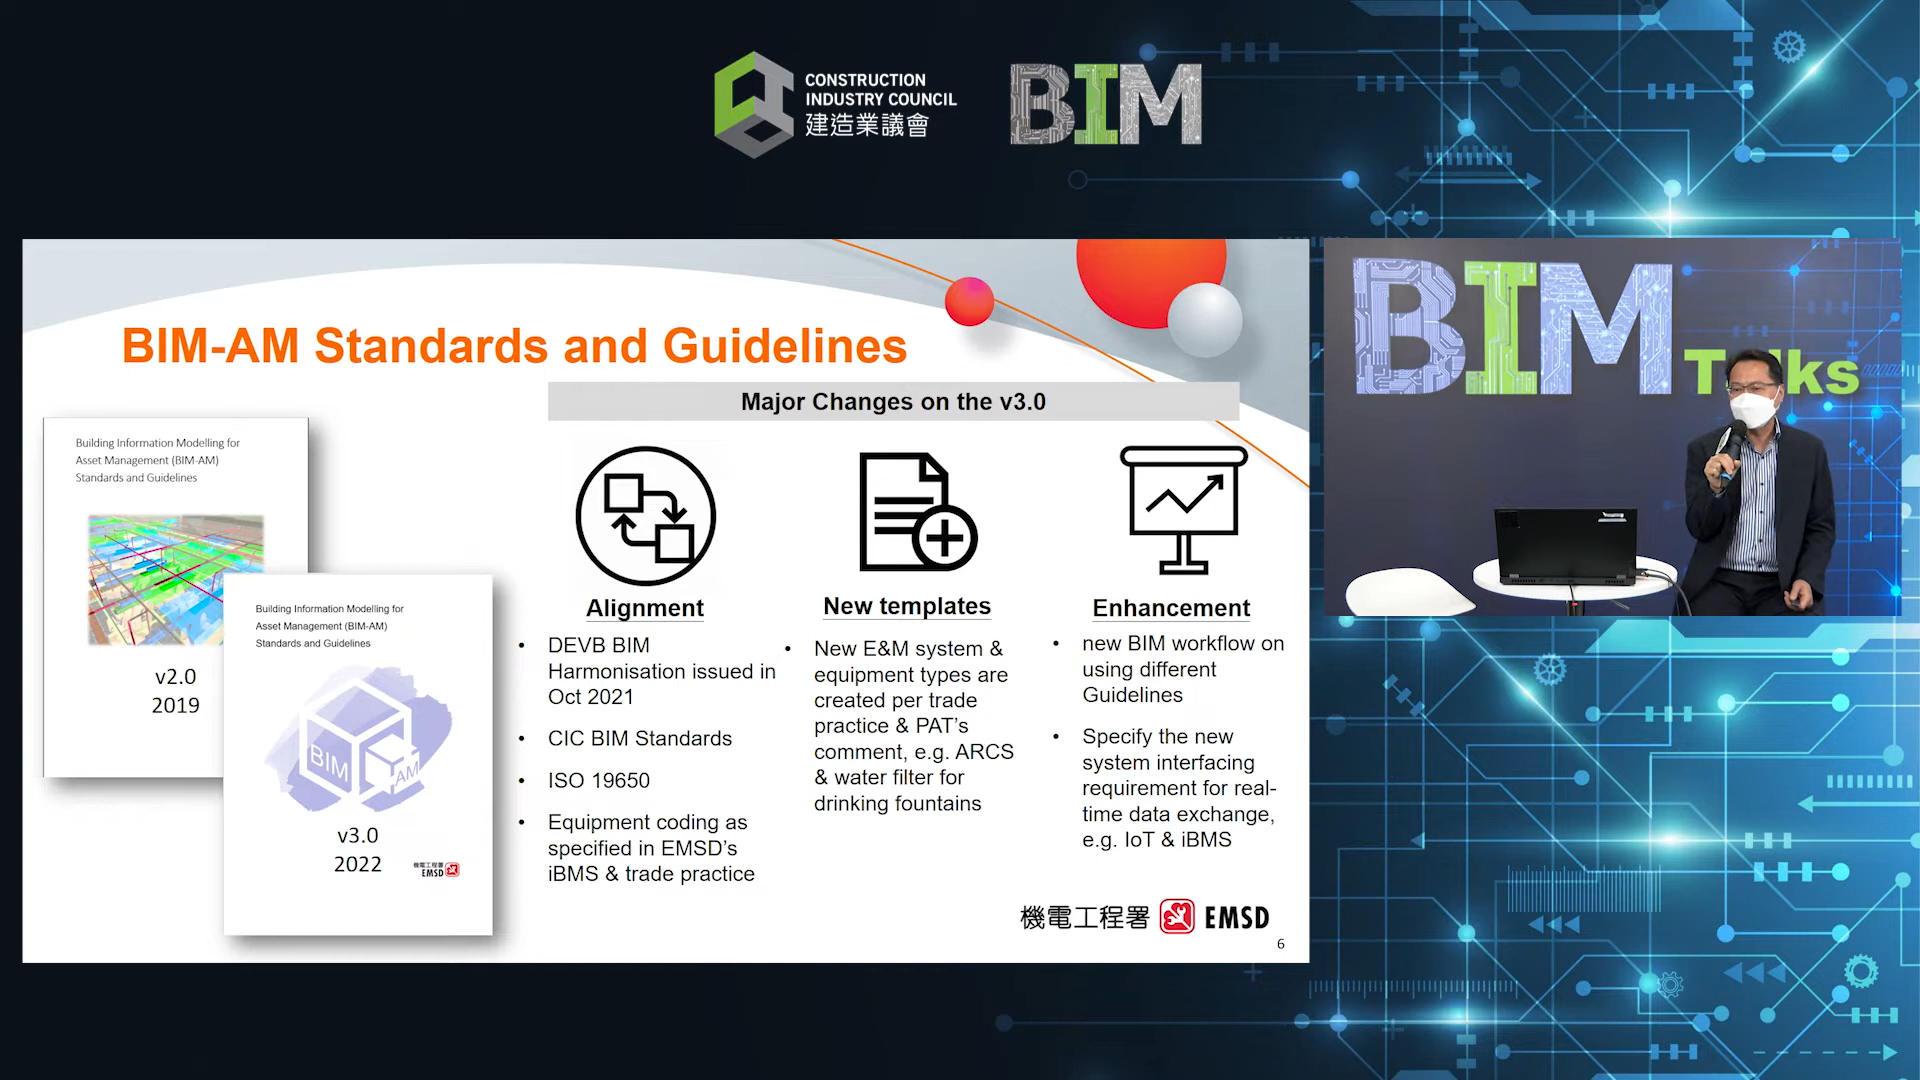 CONSTRUCTION
INDUSTRY COUNCIL
建造業議會
BIM
BIM-AM Standards and Guidelines
Major Changes on the v3.0
Building Information Modelling for
Asset Management (BIM-AM)
Standards and Guidelines
v2.0
2019
Building Information Modelling for
Asset Management (BIM-AM)
Standards and Guidelines
BIM
AM
v3.0
2022
機電工程署
EMSD
Alignment
• DEVB BIM
Harmonisation issued in
Oct 2021
• CIC BIM Standards
• ISO 19650
• Equipment coding as
specified in EMSD’s
iBMS & trade practice
New templates
• New E&M system &
equipment types are
created per trade
practice & PAT’s
comment, e.g. ARCS
& water filter for
drinking fountains
Enhancement
• new BIM workflow on
using different
Guidelines
• Specify the new
system interfacing
requirement for real-
time data exchange,
e.g. IoT & iBMS
機電工程署 EMSD
6
BIM